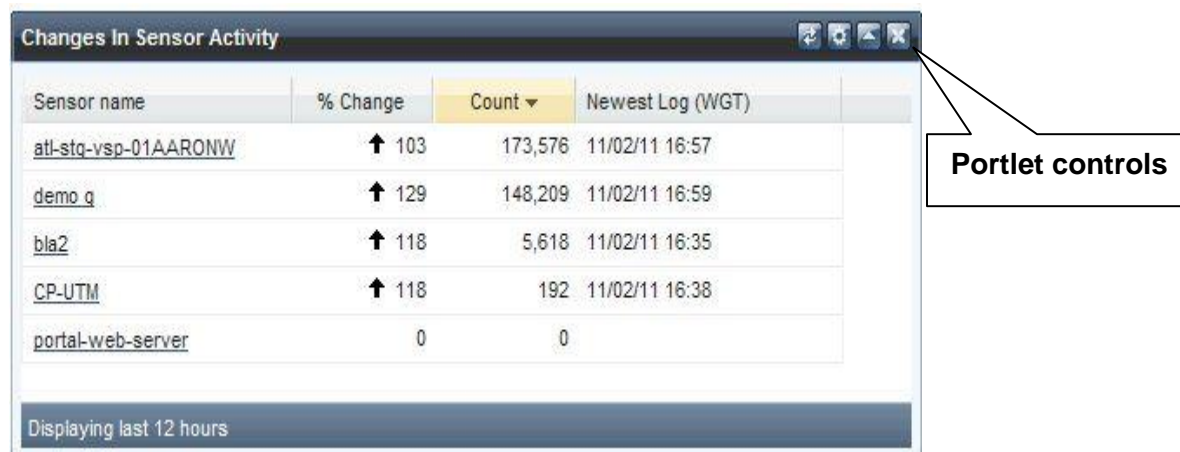 Changes In Sensor Activity
Sensor name % Change Count Newest Log (WGT)
atl-stg-vsp-01AARONW 103 173,576 11/02/11 16:57
demo g 129 148,209 11/02/11 16:59
bla2 118 5,618 11/02/11 16:35
CP-UTM 118 192 11/02/11 16:38
portal-web-server 0 0
Displaying last 12 hours
Portlet controls